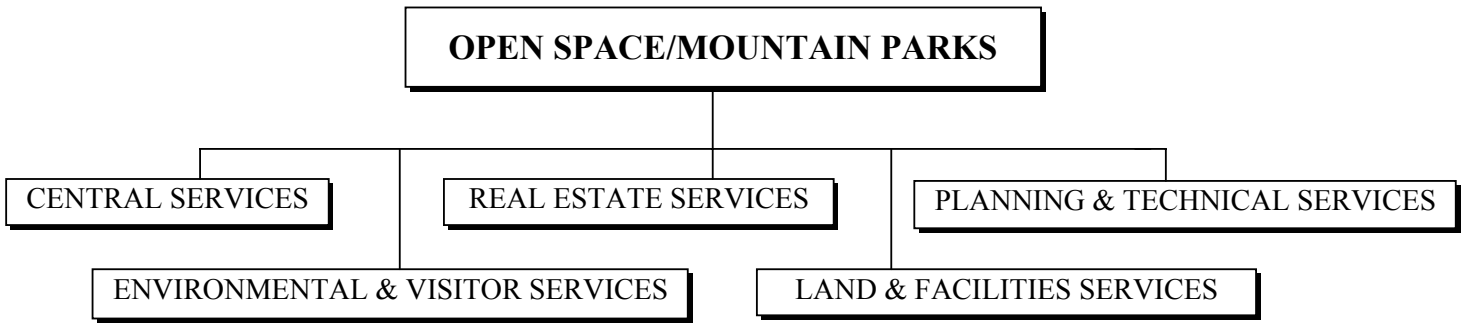 OPEN SPACE/MOUNTAIN PARKS
CENTRAL SERVICES
REAL ESTATE SERVICES
PLANNING & TECHNICAL SERVICES
ENVIRONMENTAL & VISITOR SERVICES
LAND & FACILITIES SERVICES